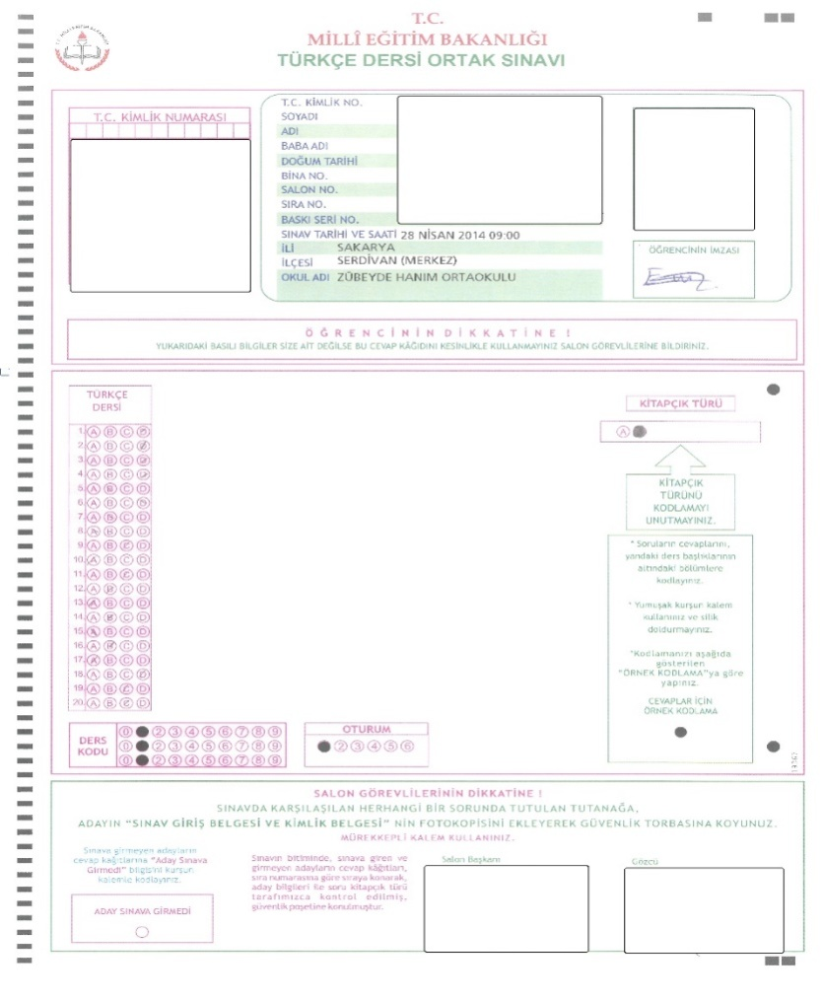 T.C.
MİLLÎ EĞİTİM BAKANLIĞI
TÜRKÇE DERSİ ORTAK SINAVI
T.C. KİMLİK NUMARASI
T.C. KİMLİK NO.
SOYADI
ADI
BABA ADI
DOĞUM TARİHİ
BİNA NO.
SALON NO.
SIRA NO.
BASKI SERİ NO.
SINAV TARİHİ VE SAATİ 28 NİSAN 2014 09:00
İLİ SAKARYA
İLÇESİ SERDİVAN (MERKEZ)
OKUL ADI ZÜBEYDE HANIM ORTAOKULU
ÖĞRENCİNİN İMZASI
ÖĞRENCİNİN DİKKATİNE !
YUKARIDAKİ BASILI BİLGİLER SİZE AİT DEĞİLSE BU CEVAP KÂĞIDINI KESİNLİKLE KULLANMAYINIZ SALON GÖREVLİLERİNE BİLDİRİNİZ.
TÜRKÇE
DERSİ
1. A B C D
2. A B C D
3. A B C D
4. A B C D
5. A B C D
6. A B C D
7. A B C D
8. A B C D
9. A B C D
10. A B C D
11. A B C D
12. A B C D
13. A B C D
14. A B C D
15. A B C D
16. A B C D
17. A B C D
18. A B C D
19. A B C D
20. A B C D
KİTAPÇIK TÜRÜ
A
KİTAPÇIK
TÜRÜNÜ
KODLAMAYI
UNUTMAYINIZ.
* Soruların cevaplarını,
yandaki ders başlıklarının
altındaki bölümlere
kodlayınız.
* Yumuşak kurşun kalem
kullanınız ve silik
doldurmayınız.
*Kodlamanızı aşağıda
gösterilen
"ÖRNEK KODLAMA"ya göre
yapınız.
CEVAPLAR İÇİN
ÖRNEK KODLAMA
DERS
KODU
0 2 3 4 5 6 7 8 9
0 2 3 4 5 6 7 8 9
0 2 3 4 5 6 7 8 9
OTURUM
2 3 4 5 6
SALON GÖREVLİLERİNİN DİKKATİNE !
SINAVDA KARŞILAŞILAN HERHANGİ BİR SORUNDA TUTULAN TUTANAĞA,
ADAYIN “SINAV GİRİŞ BELGESİ VE KİMLİK BELGESİ” NİN FOTOKOPİSİNİ EKLEYEREK GÜVENLİK TORBASINA KOYUNUZ.
MÜREKKEPLİ KALEM KULLANINIZ.
Sınava girmeyen adayların
cevap kağıtlarına "Aday Sınava
Girmedi" bilgisini kurşun
kalemle kodlayınız.
ADAY SINAVA GİRMEDİ
Sınavın bitiminde, sınava giren ve
girmeyen adayların cevap kâğıtları,
sıra numarasına göre sıraya konarak,
aday bilgileri ile soru kitapçık türü
tarafımızca kontrol edilmiş,
güvenlik poşetine konulmuştur.
Salon Başkanı
Gözcü